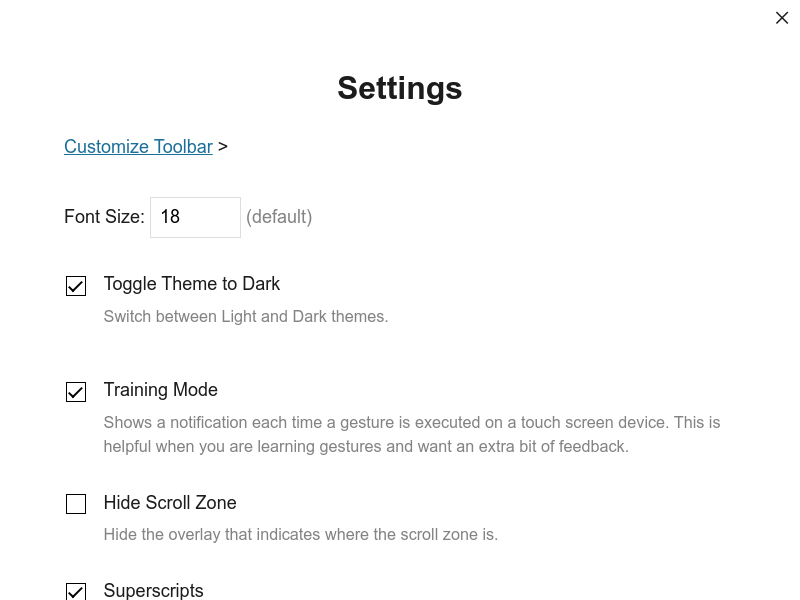 Settings
Customize Toolbar >
Font Size: 18 (default)
Toggle Theme to Dark
Switch between Light and Dark themes.
Training Mode
Shows a notification each time a gesture is executed on a touch screen device. This is
helpful when you are learning gestures and want an extra bit of feedback.
Hide Scroll Zone
Hide the overlay that indicates where the scroll zone is.
Superscripts